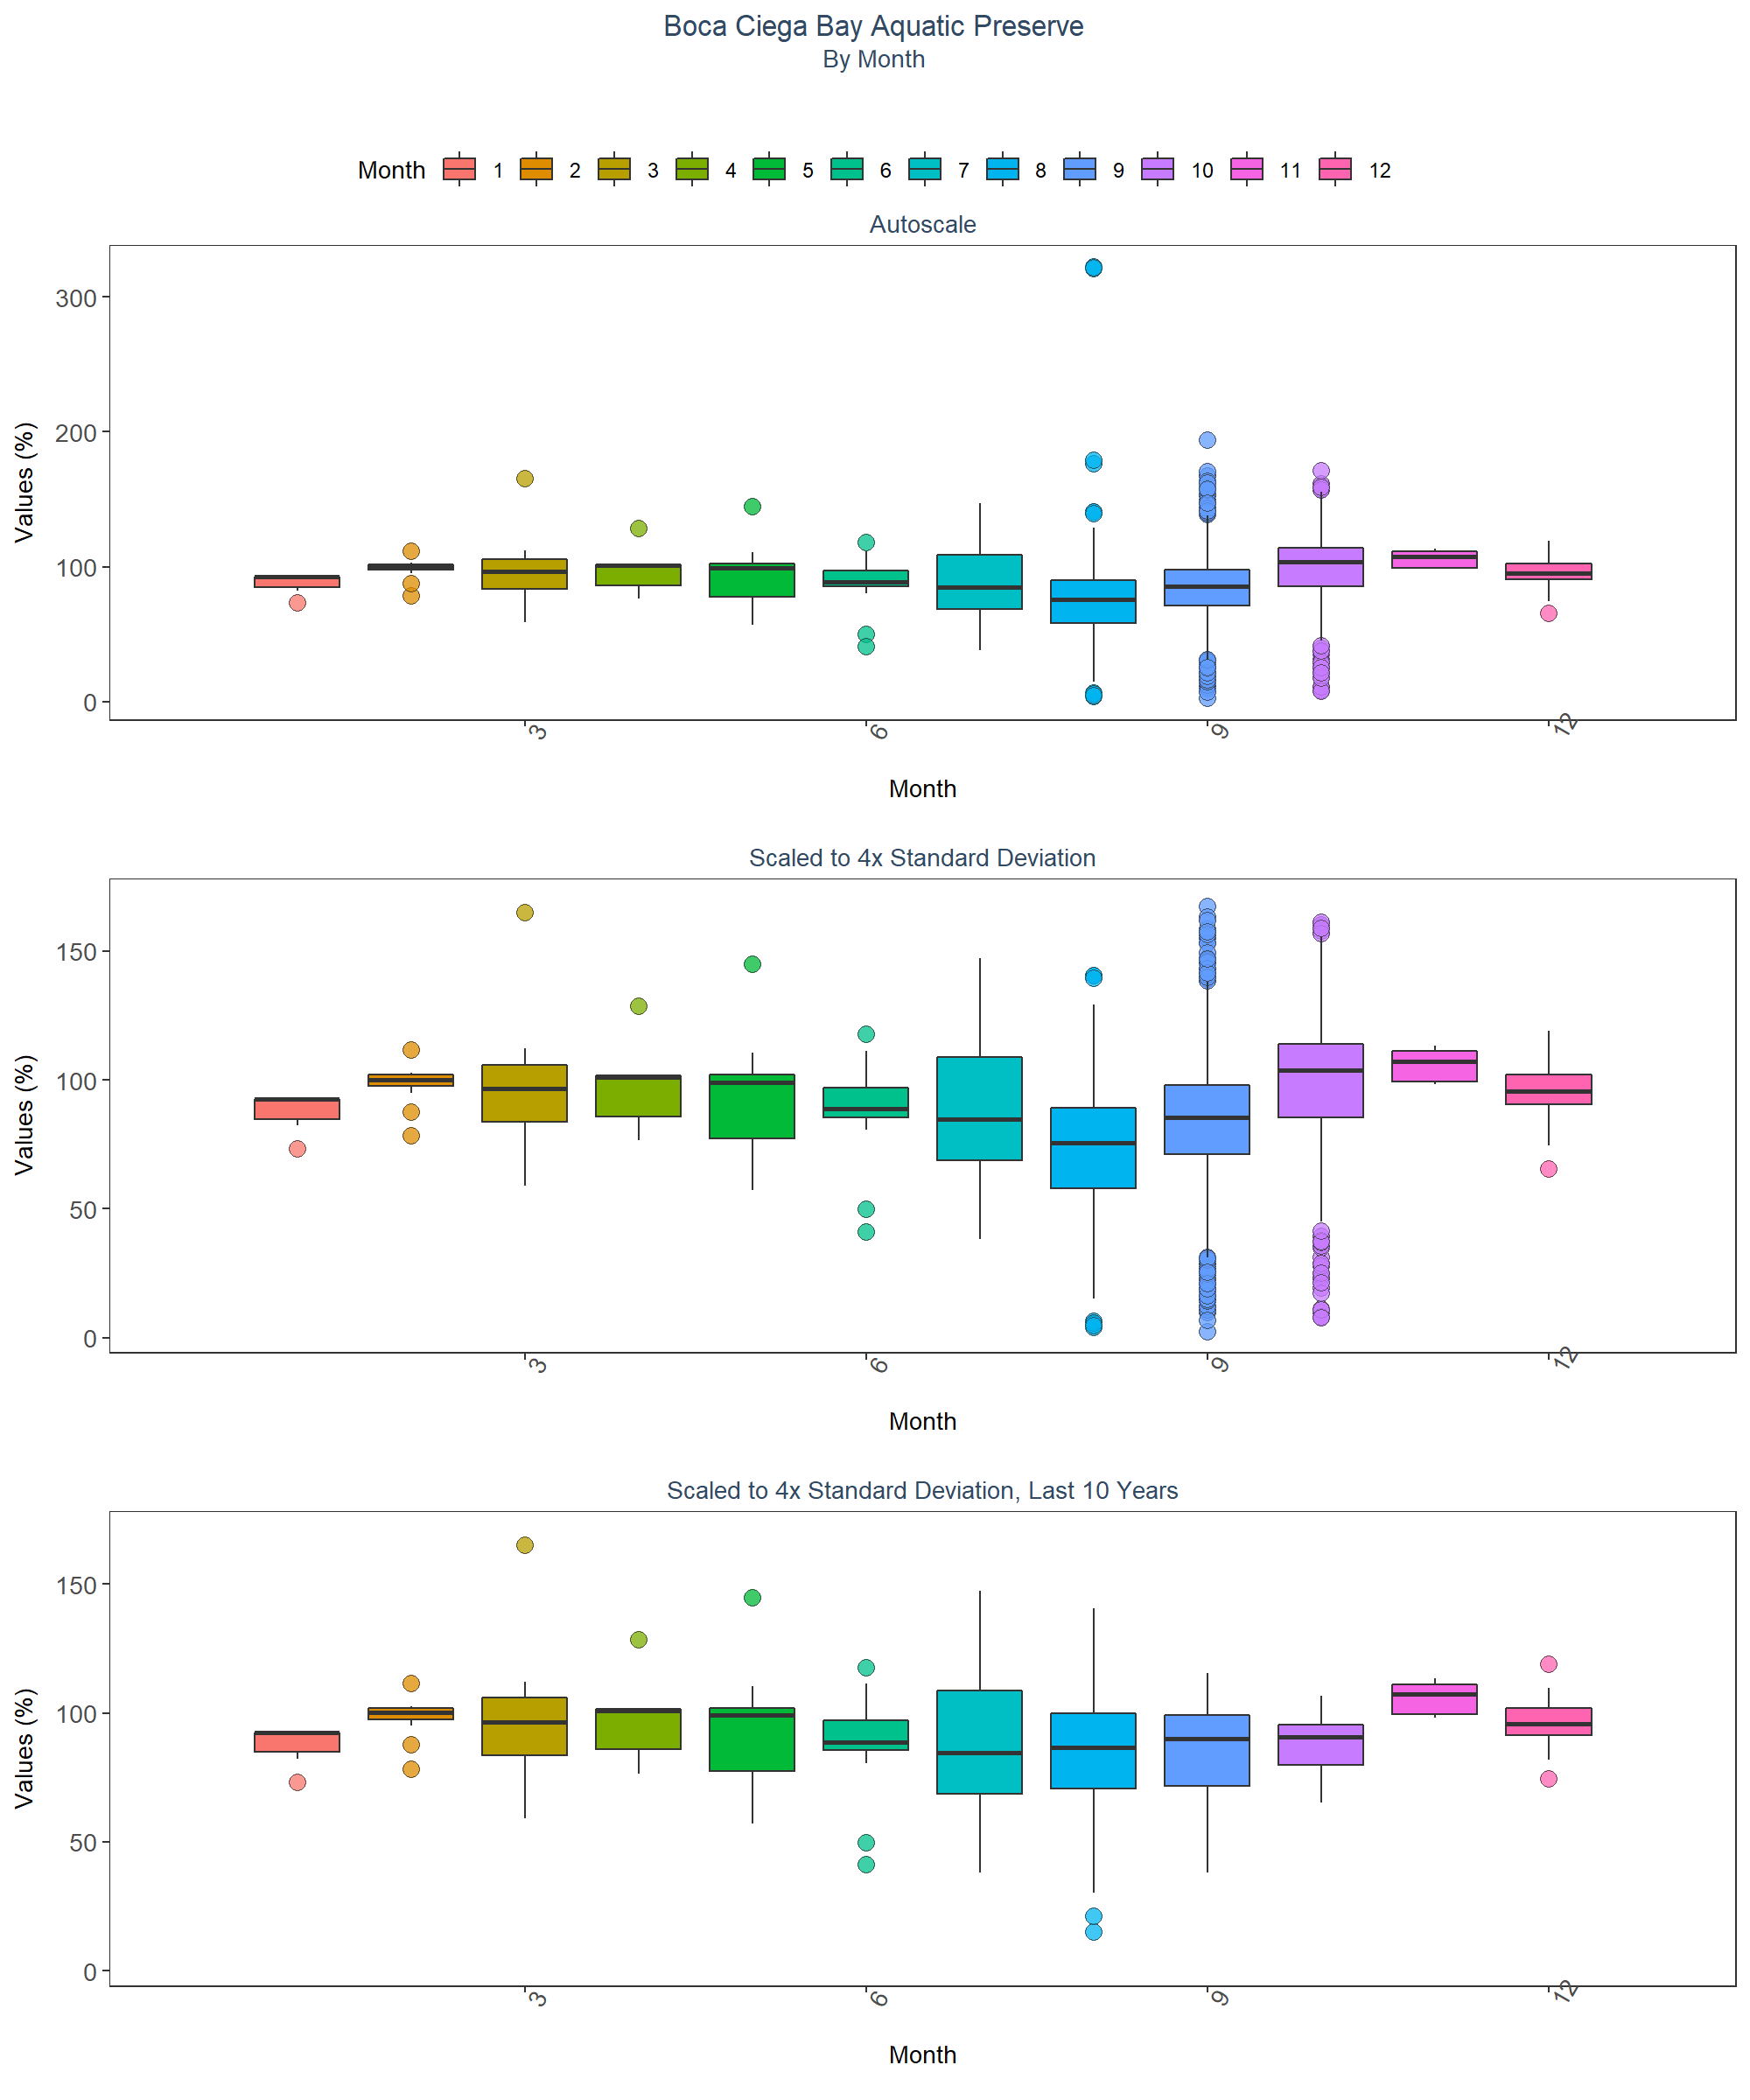 Boca Ciega Bay Aquatic Preserve
By Month
Month 1 2 3 4 5 6 7 8 9 10 11 12
Autoscale
Values (%)
300
200
100
0
3 6 9 12
Month
Scaled to 4x Standard Deviation
Values (%)
150
100
50
0
3 6 9 12
Month
Scaled to 4x Standard Deviation, Last 10 Years
Values (%)
150
100
50
0
3 6 9 12
Month